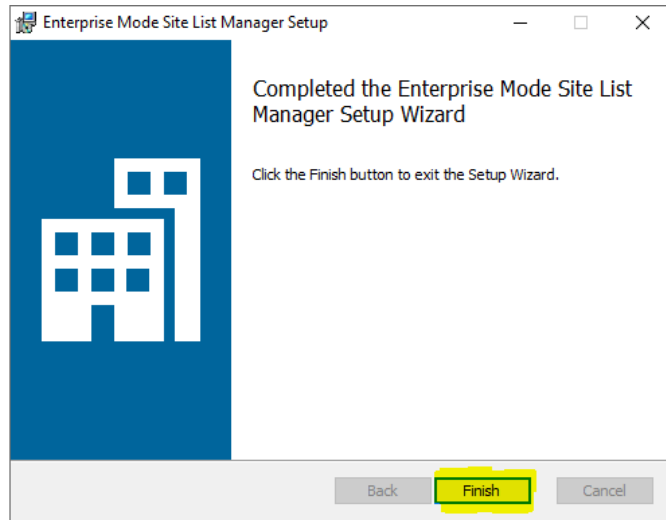 Enterprise Mode Site List Manager Setup
Completed the Enterprise Mode Site List
Manager Setup Wizard
Click the Finish button to exit the Setup Wizard.
Back
Finish
Cancel